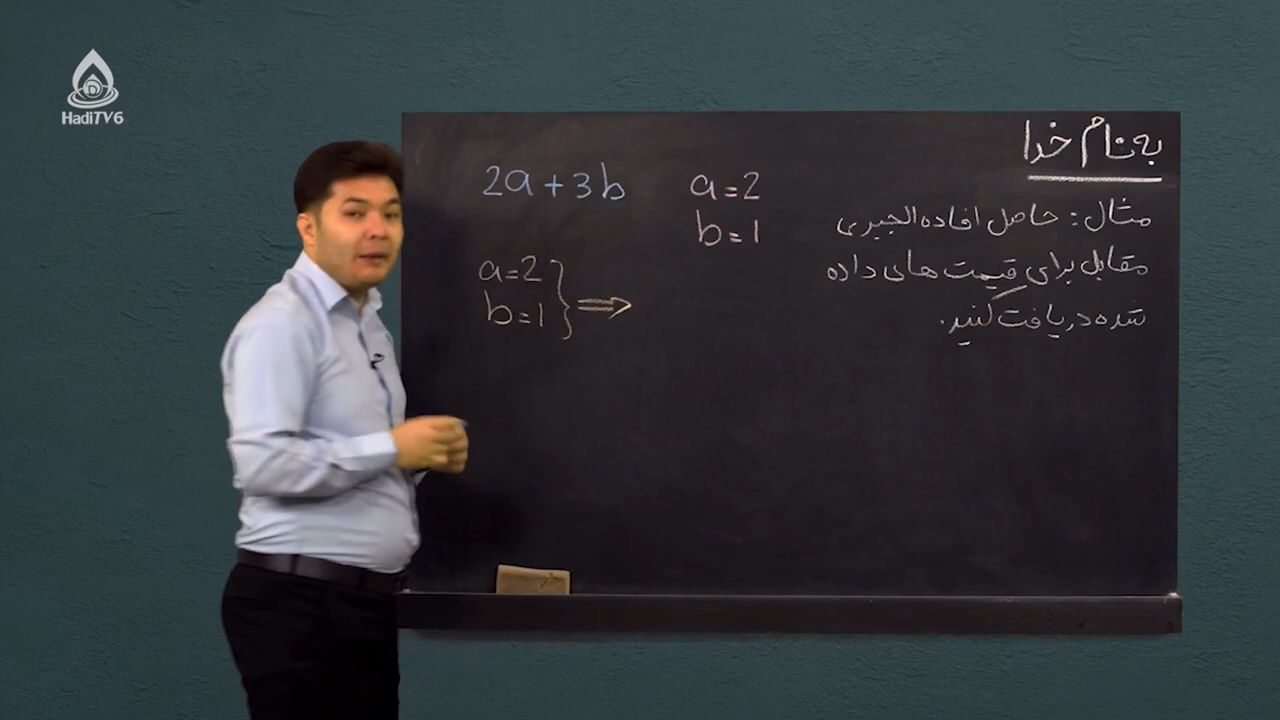 HadiTV6
به نام خدا
مثال: حاصل افاده الجبری
مقابل برای قیمت های داده
شده دریافت کنید.
2a + 3b
a = 2
b = 1
a = 2
b = 1 } ⇒